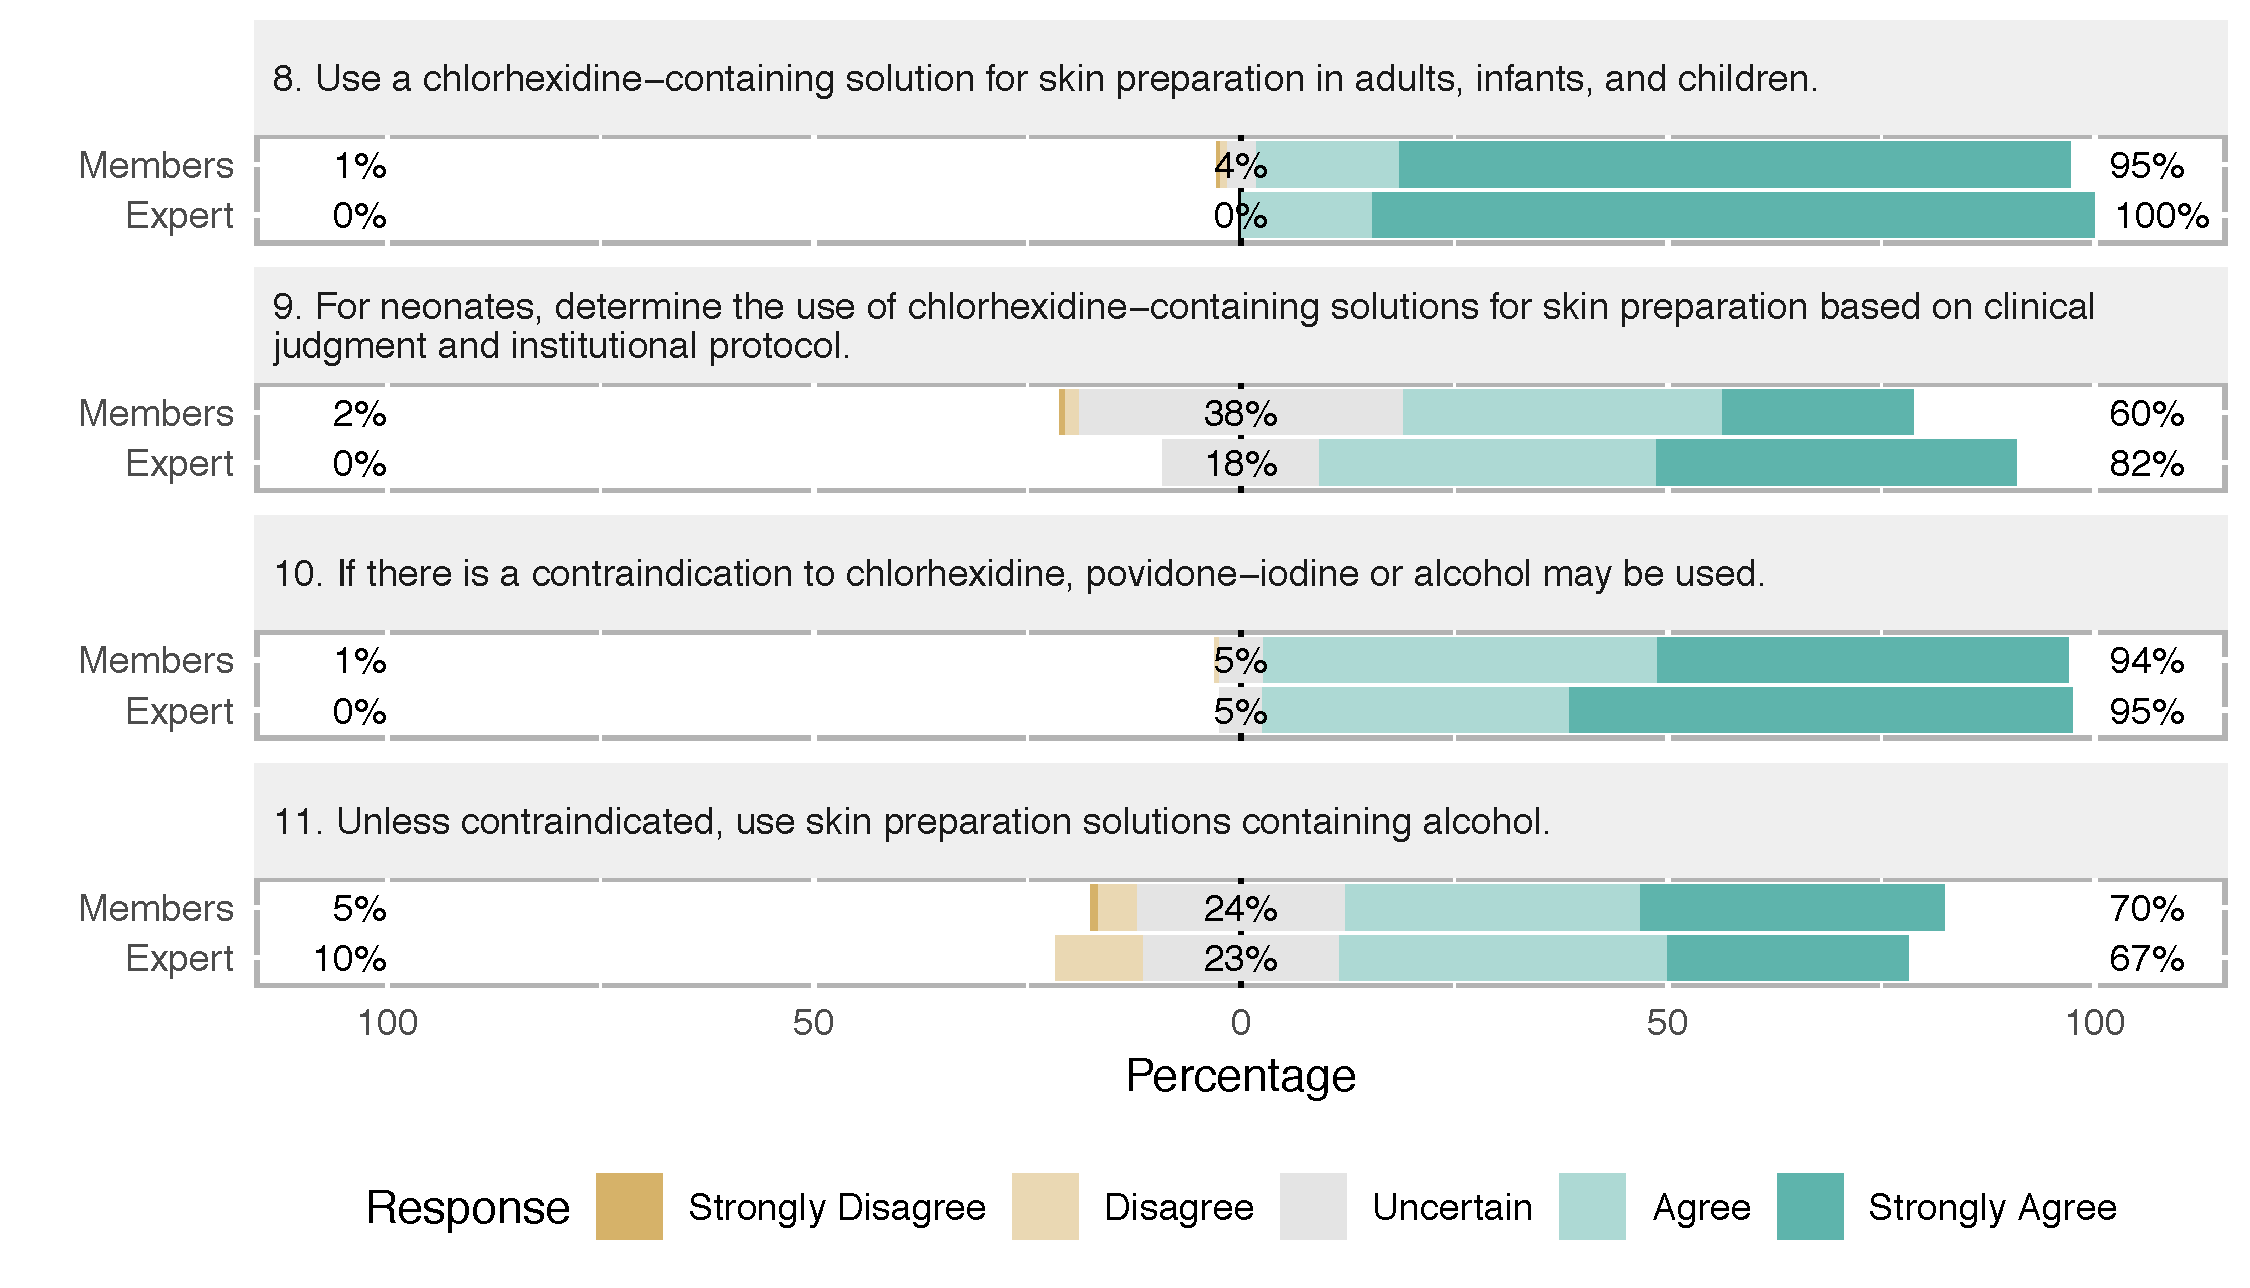 8. Use a chlorhexidine−containing solution for skin preparation in adults, infants, and children.
Members 1% 4% 95%
Expert 0% 0% 100%
9. For neonates, determine the use of chlorhexidine−containing solutions for skin preparation based on clinical
judgment and institutional protocol.
Members 2% 38% 60%
Expert 0% 18% 82%
10. If there is a contraindication to chlorhexidine, povidone−iodine or alcohol may be used.
Members 1% 5% 94%
Expert 0% 5% 95%
11. Unless contraindicated, use skin preparation solutions containing alcohol.
Members 5% 24% 70%
Expert 10% 23% 67%
100 50 0 50 100
Percentage
Response Strongly Disagree Disagree Uncertain Agree Strongly Agree